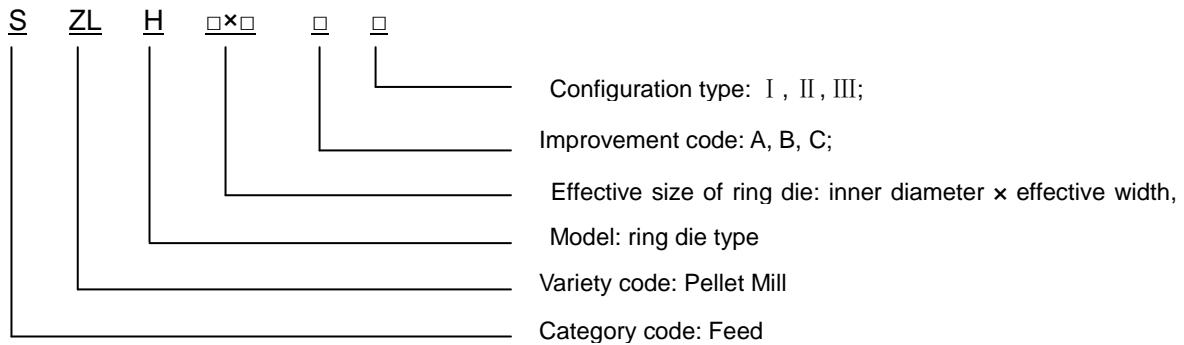 S ZL H □×□ □ □
Configuration type: Ⅰ, Ⅱ, Ⅲ;
Improvement code: A, B, C;
Effective size of ring die: inner diameter × effective width,
Model: ring die type
Variety code: Pellet Mill
Category code: Feed